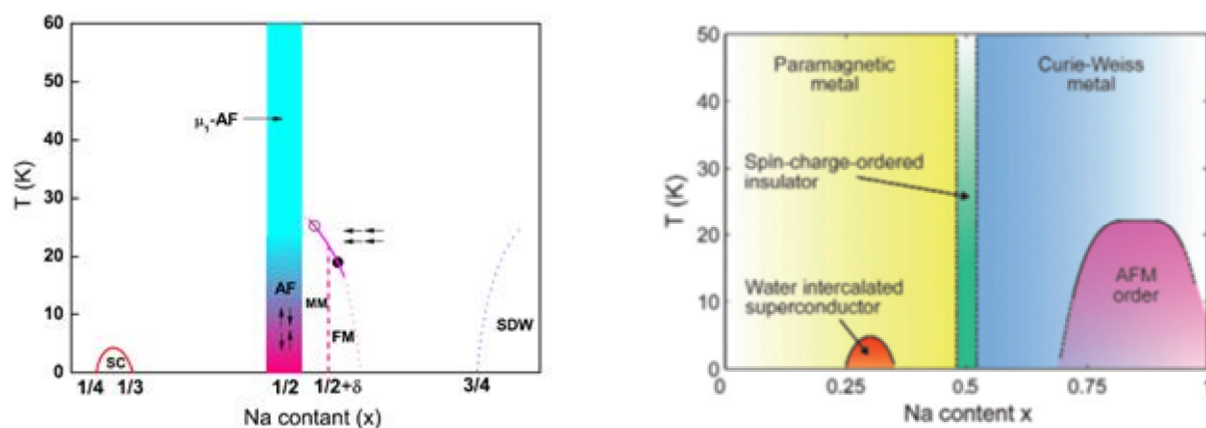 60
50
40
30
20
10
0
T (K)
μ1-AF
AF
MM
FM
SC
SDW
1/4
1/3
1/2
1/2+δ
3/4
Na contant (x)
50
40
30
20
10
0
T (K)
Paramagnetic
metal
Curie-Weiss
metal
Spin-charge-ordered
insulator
Water intercalated
superconductor
AFM
order
0
0.25
0.5
0.75
1
Na content x